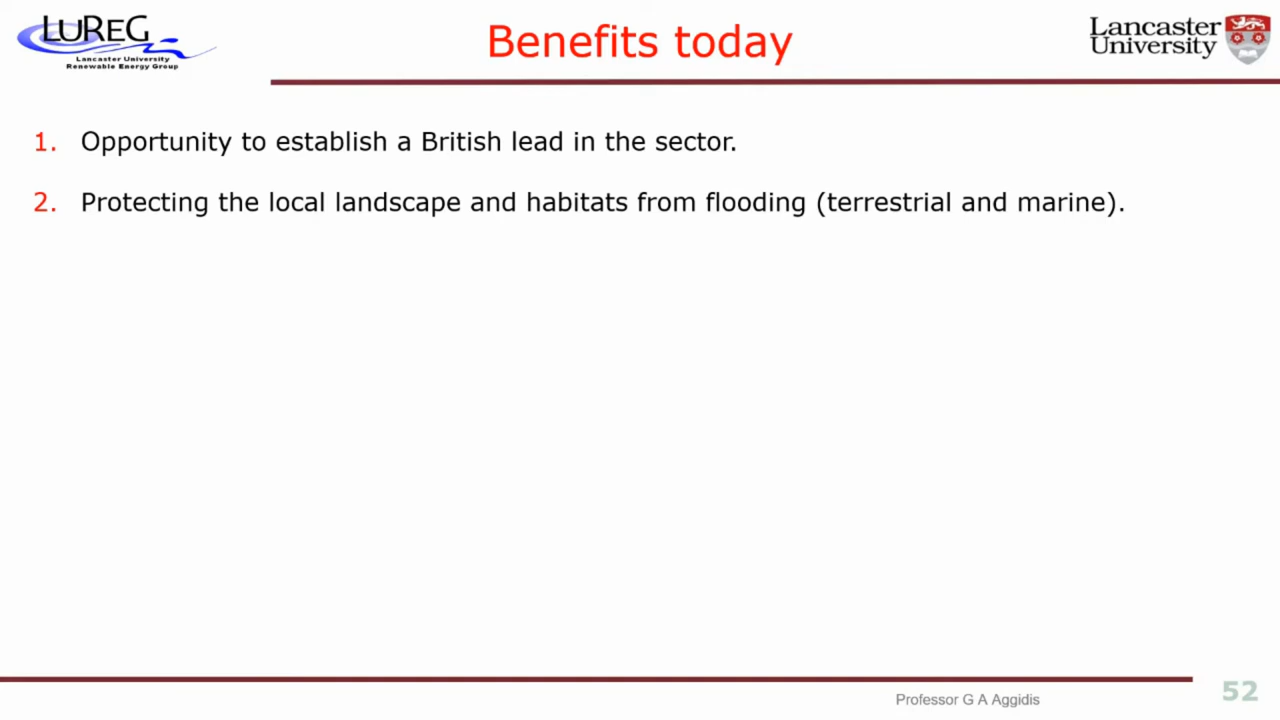 LUREG
Lancaster University
Renewable Energy Group
Benefits today
Lancaster
University
1. Opportunity to establish a British lead in the sector.
2. Protecting the local landscape and habitats from flooding (terrestrial and marine).
Professor G A Aggidis
52